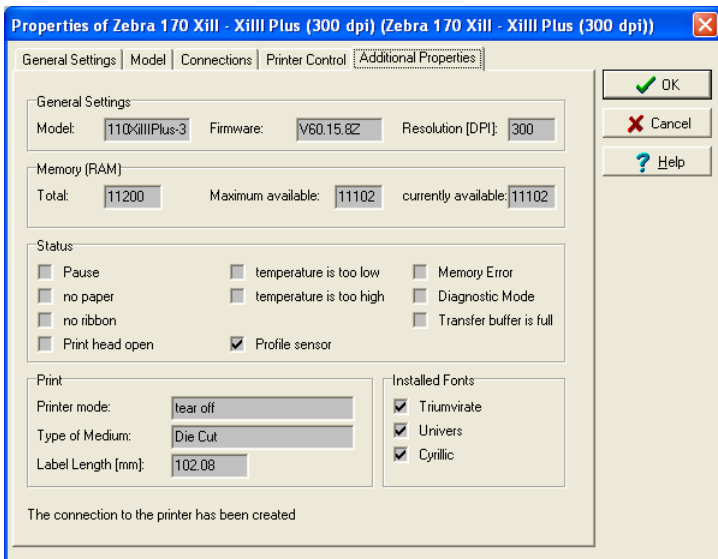 Properties of Zebra 170 XiII - XiIII Plus (300 dpi) (Zebra 170 XiII - XiIII Plus (300 dpi))
General Settings Model Connections Printer Control Additional Properties
OK
Cancel
Help
General Settings
Model: 110XiIIIPlus-3 Firmware: V60.15.8Z Resolution [DPI]: 300
Memory (RAM)
Total: 11200 Maximum available: 11102 currently available: 11102
Status
Pause temperature is too low Memory Error
no paper temperature is too high Diagnostic Mode
no ribbon Transfer buffer is full
Print head open Profile sensor
Print
Printer mode: tear off
Type of Medium: Die Cut
Label Length [mm]: 102.08
Installed Fonts
Triumvirate
Univers
Cyrillic
The connection to the printer has been created